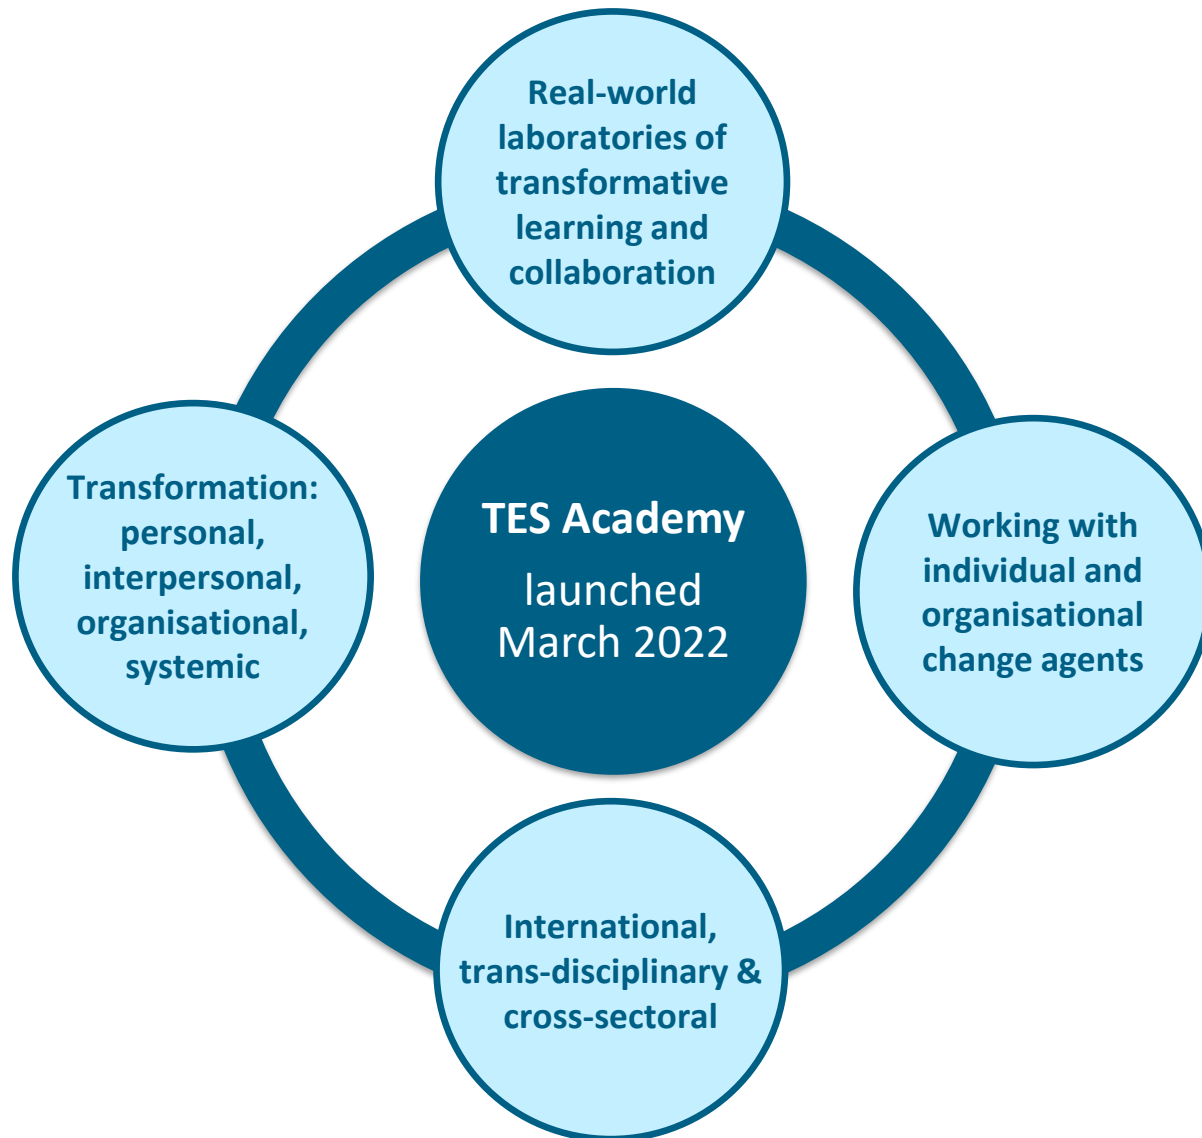 Real-world
laboratories of
transformative
learning and
collaboration
Transformation:
personal,
interpersonal,
organisational,
systemic
TES Academy
launched
March 2022
Working with
individual and
organisational
change agents
International,
trans-disciplinary &
cross-sectoral